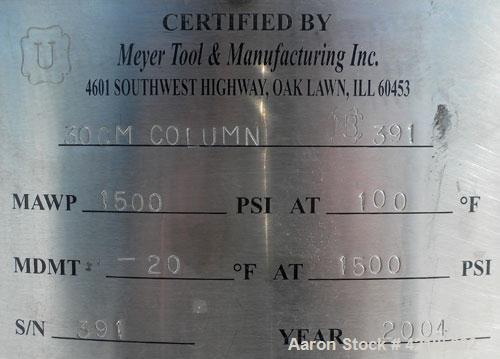 U
CERTIFIED BY
Meyer Tool & Manufacturing Inc.
4601 SOUTHWEST HIGHWAY, OAK LAWN, ILL 60453
30CM COLUMN 391
MAWP 1500 PSI AT 100 °F
MDMT -20 °F AT 1500 PSI
S/N 391 YEAR 2004
Aaron Stock #